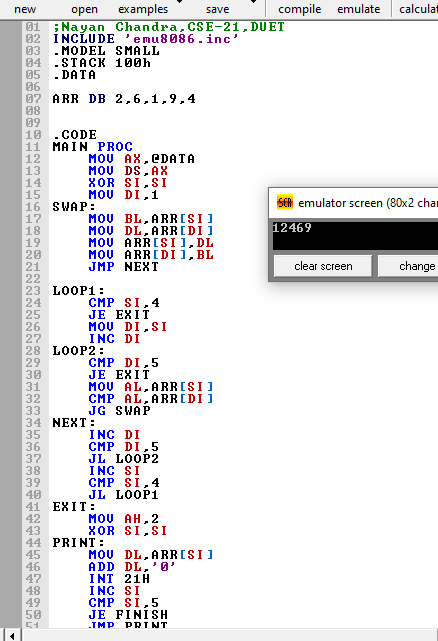 new open examples save compile emulate calculat
01 ;Nayan Chandra,CSE-21,DUET
02 INCLUDE 'emu8086.inc'
03 .MODEL SMALL
04 .STACK 100h
05 .DATA
06
07 ARR DB 2,6,1,9,4
08
09
10 .CODE
11 MAIN PROC
12 MOV AX,@DATA
13 MOV DS,AX
14 XOR SI,SI
15 MOV DI,1
16 SWAP:
17 MOV BL,ARR[SI]
18 MOV DL,ARR[DI]
19 MOV ARR[SI],DL
20 MOV ARR[DI],BL
21 JMP NEXT
22
23 LOOP1:
24 CMP SI,4
25 JE EXIT
26 MOV DI,SI
27 INC DI
28 LOOP2:
29 CMP DI,5
30 JE EXIT
31 MOV AL,ARR[SI]
32 CMP AL,ARR[DI]
33 JG SWAP
34 NEXT:
35 INC DI
36 CMP DI,5
37 JL LOOP2
38 INC SI
39 CMP SI,4
40 JL LOOP1
41 EXIT:
42 MOV AH,2
43 XOR SI,SI
44 PRINT:
45 MOV DL,ARR[SI]
46 ADD DL,'0'
47 INT 21H
48 INC SI
49 CMP SI,5
50 JE FINISH
51 JMP PRINT
SCR emulator screen (80x2 char
12469
clear screen change